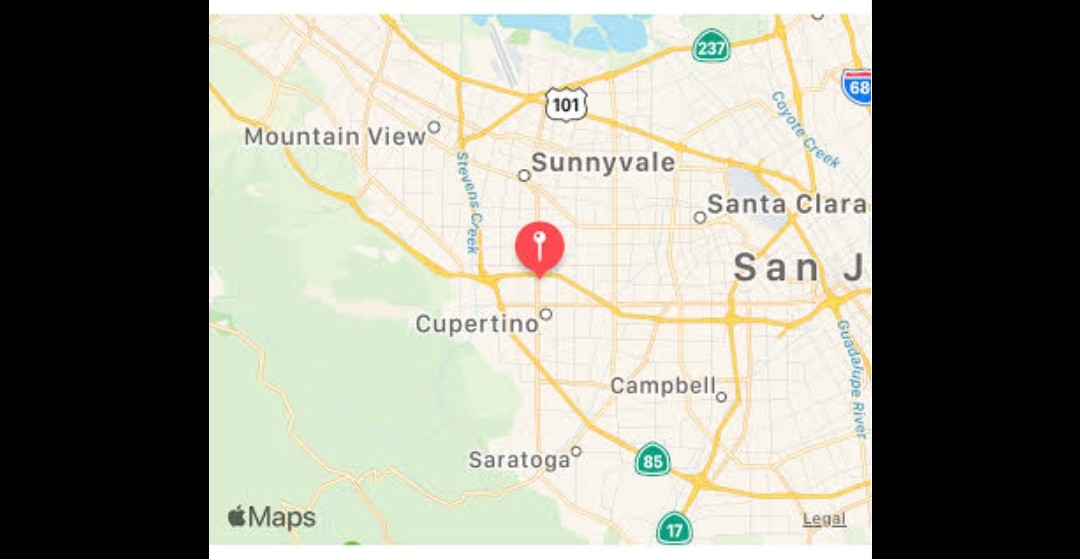 237
68
101
Coyote Creek
Mountain View
Stevens Creek
Sunnyvale
Santa Clara
San J
Cupertino
Guadalupe River
Campbell
Saratoga
85
Maps
Legal
17